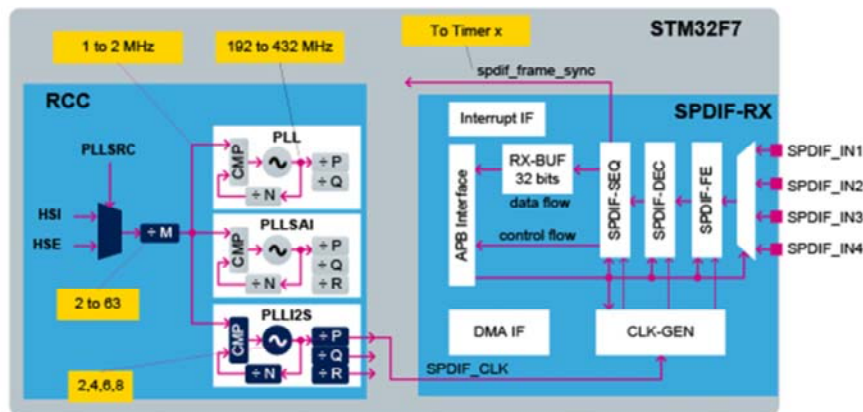 1 to 2 MHz
192 to 432 MHz
To Timer x
STM32F7
spdif_frame_sync
RCC
PLLSRC
HSI
HSE
÷ M
2 to 63
PLL
CMP
÷ P
÷ Q
÷ N
PLLSAI
CMP
÷ P
÷ Q
÷ R
÷ N
PLLI2S
CMP
÷ P
÷ Q
÷ R
÷ N
2,4,6,8
SPDIF_CLK
SPDIF-RX
Interrupt IF
APB Interface
RX-BUF
32 bits
data flow
control flow
SPDIF-SEQ
SPDIF-DEC
SPDIF-FE
SPDIF_IN1
SPDIF_IN2
SPDIF_IN3
SPDIF_IN4
DMA IF
CLK-GEN